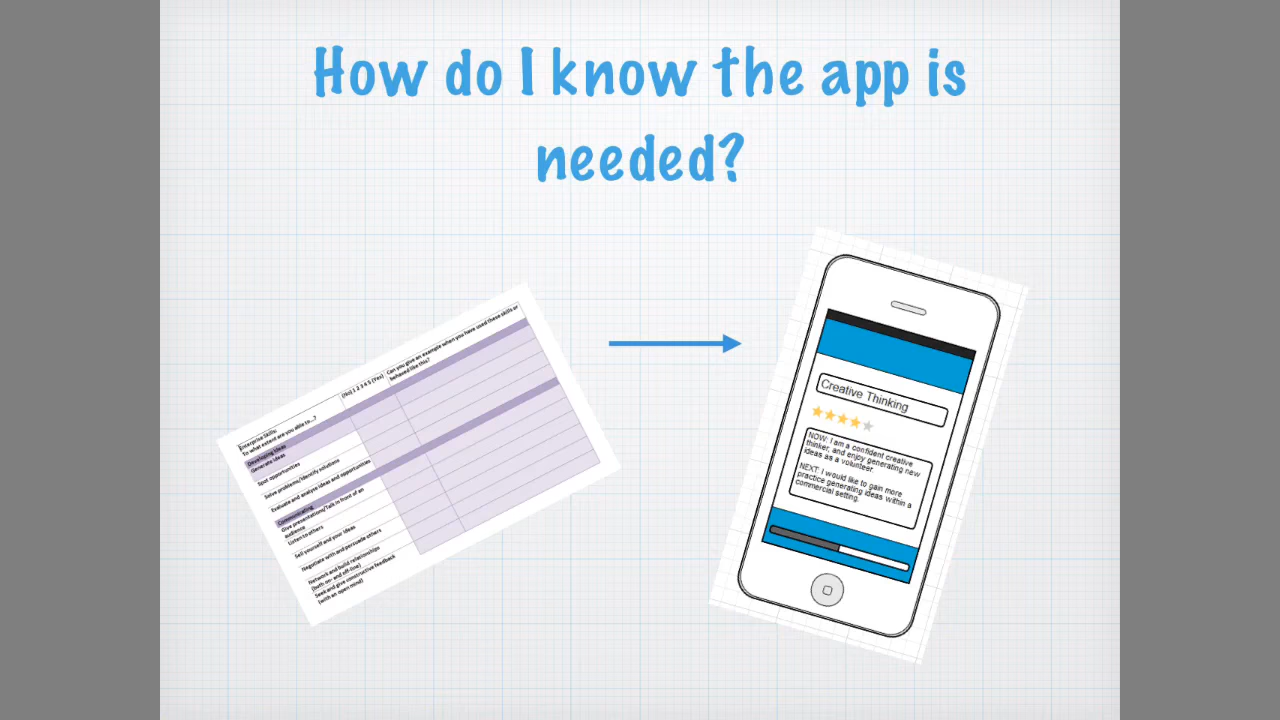 How do I know the app is
needed?
Enterprise Skills:
To what extent are you able to...?
(No) 1 2 3 4 5 (Yes)
Can you give an example when you have used these skills or
behaved like this?
Developing Ideas
Generate ideas
Spot opportunities
Solve problems/Identify solutions
Evaluate and analyse ideas and opportunities
Communicating
Give presentations/Talk in front of an
audience
Listen to others
Sell yourself and your ideas
Negotiate with and persuade others
Network and build relationships
(both on- and off-line)
Seek and give constructive feedback
(with an open mind)
Creative Thinking
NOW: I am a confident creative
thinker, and enjoy generating new
ideas as a volunteer.
NEXT: I would like to gain more
practice generating ideas within a
commercial setting.